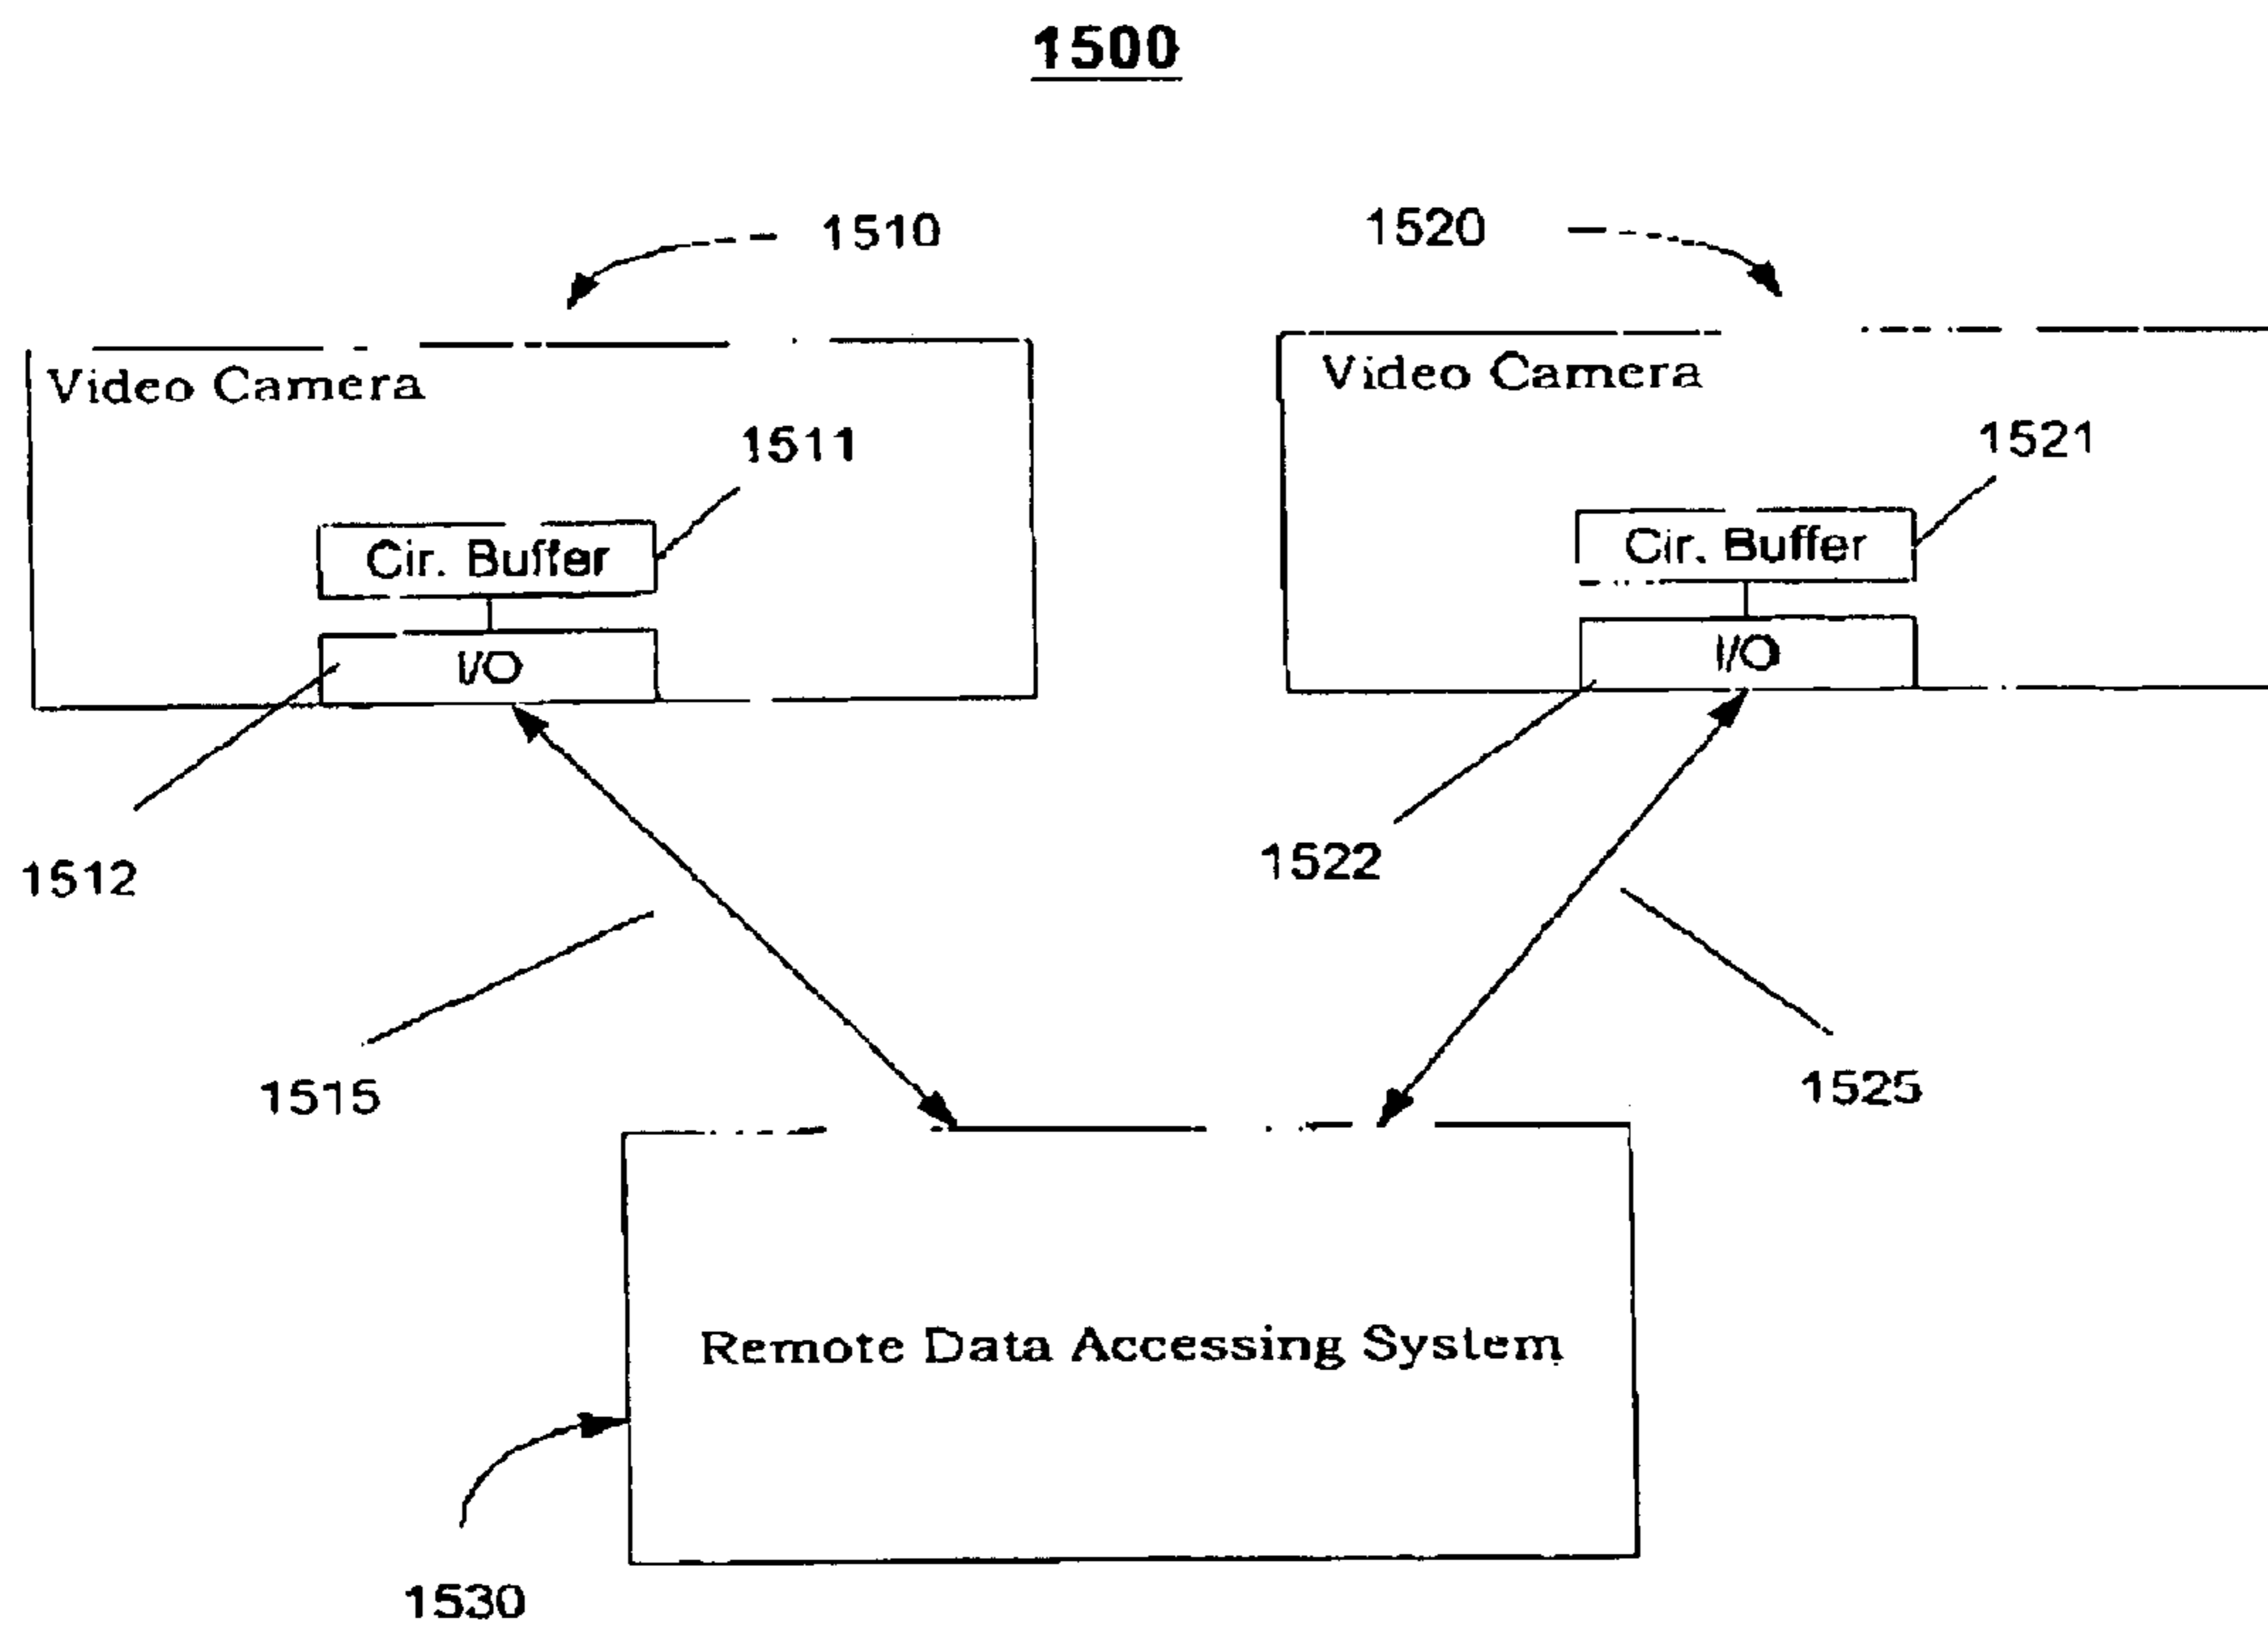 1500
1510
1520
Video Camera
Video Camera
1511
1521
Cir. Buffer
Cir. Buffer
I/O
I/O
1512
1522
1515
1525
Remote Data Accessing System
1530